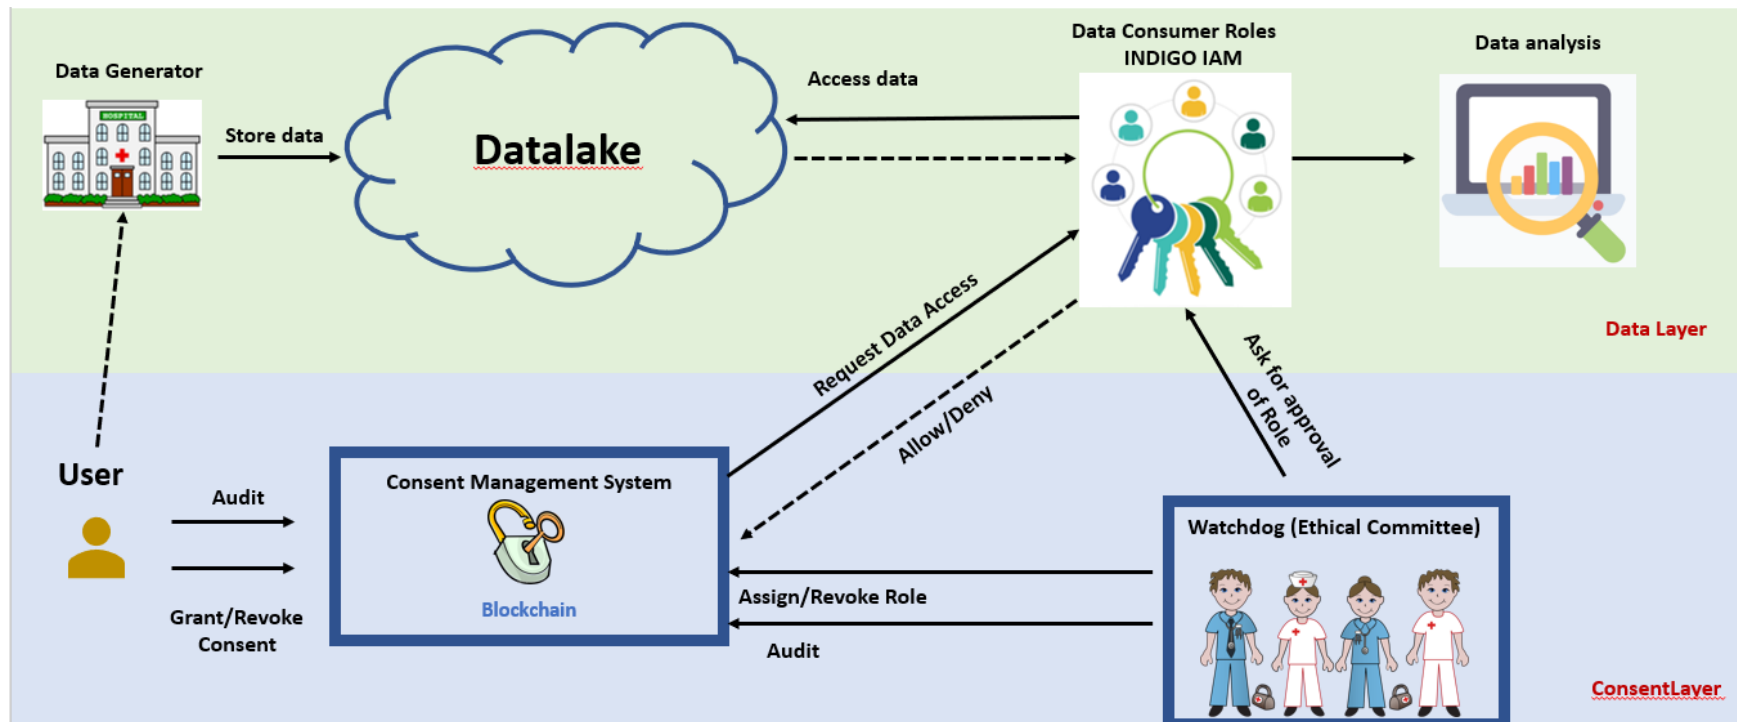 Data Generator
HOSPITAL
Store data
Datalake
Access data
Data Consumer Roles
INDIGO IAM
Data analysis
Data Layer
Request Data Access
Allow/Deny
Ask for approval
of Role
User
Audit
Grant/Revoke
Consent
Consent Management System
Blockchain
Assign/Revoke Role
Audit
Watchdog (Ethical Committee)
ConsentLayer